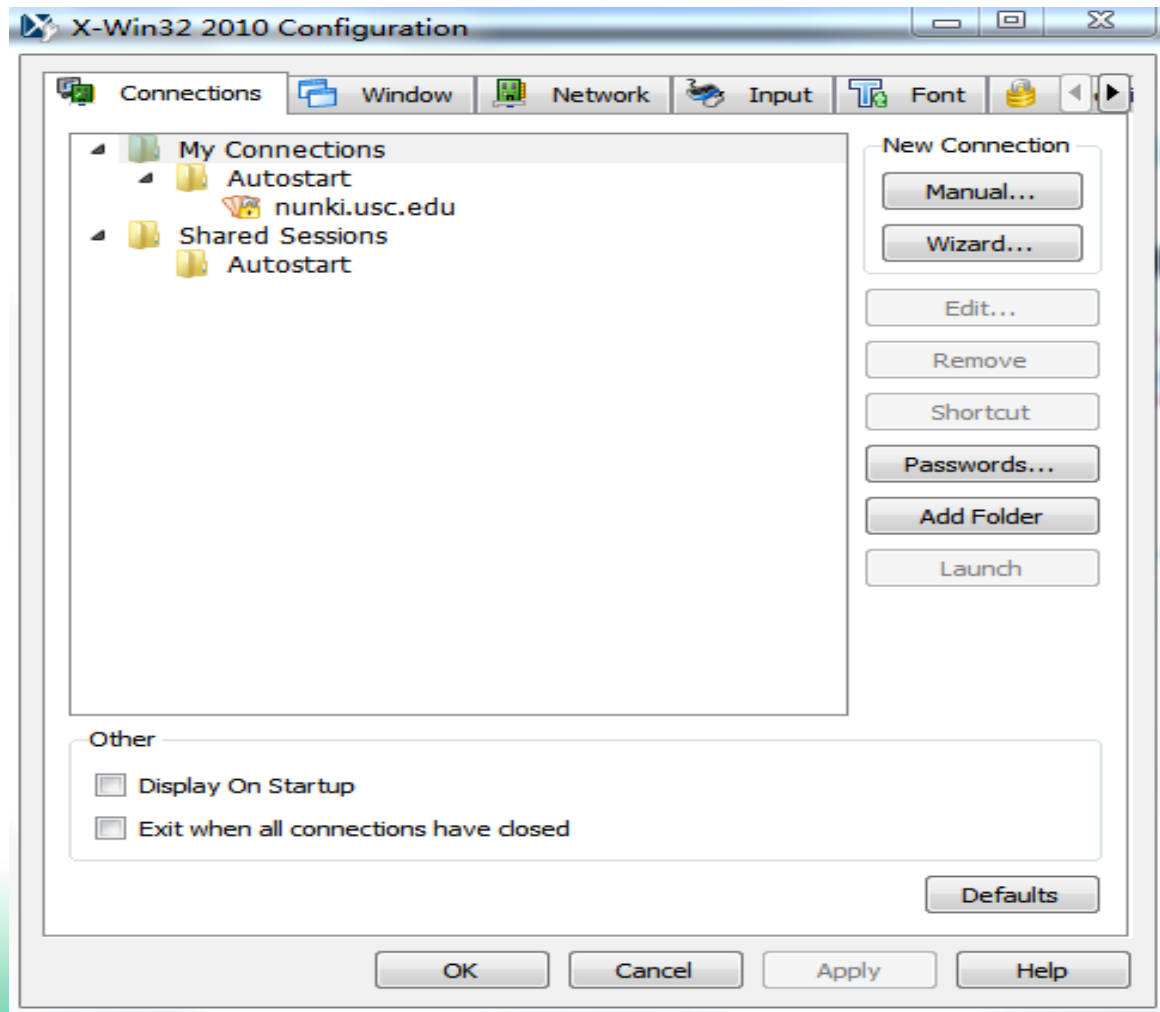 X-Win32 2010 Configuration
Connections Window Network Input Font
My Connections
Autostart
nunki.usc.edu
Shared Sessions
Autostart
New Connection
Manual...
Wizard...
Edit...
Remove
Shortcut
Passwords...
Add Folder
Launch
Other
Display On Startup
Exit when all connections have closed
Defaults
OK Cancel Apply Help